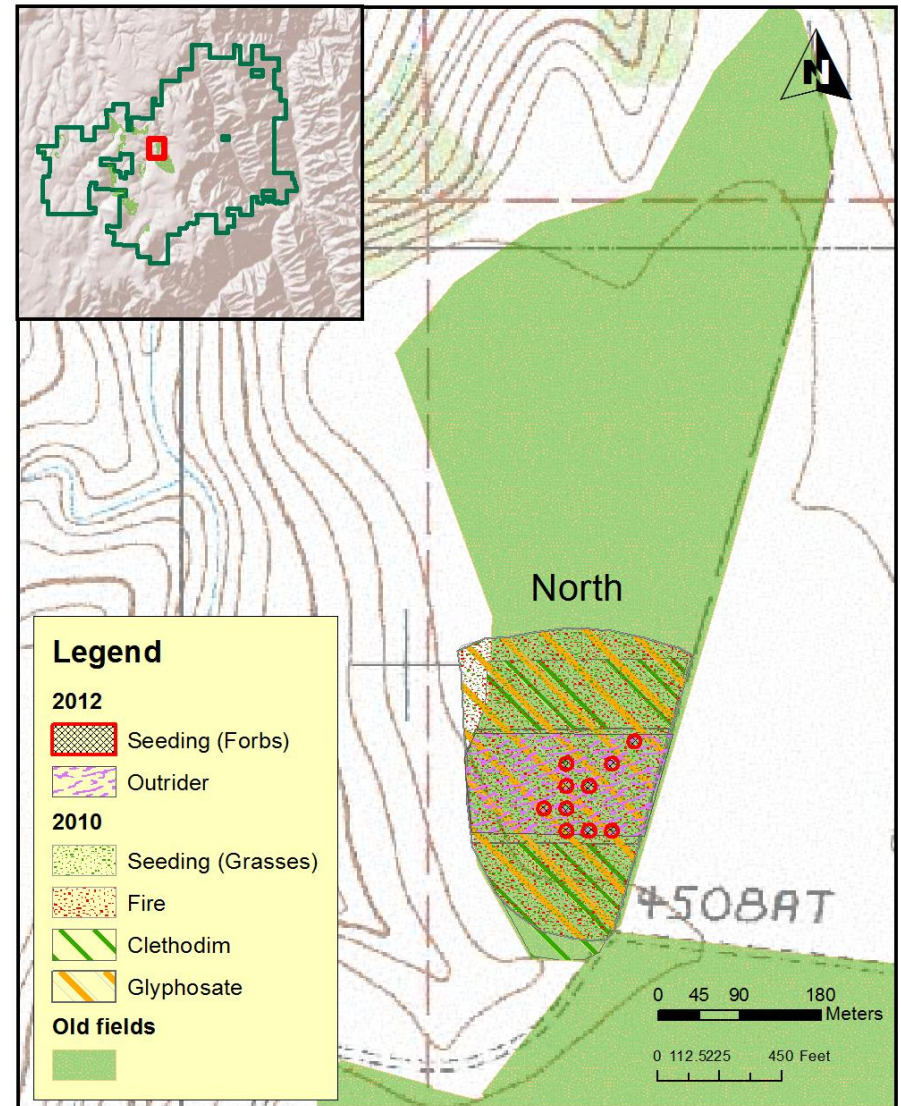 N
North
Legend
2012
Seeding (Forbs)
Outrider
2010
Seeding (Grasses)
Fire
Clethodim
Glyphosate
Old fields
4508AT
0 45 90 180
Meters
0 112.5225 450 Feet